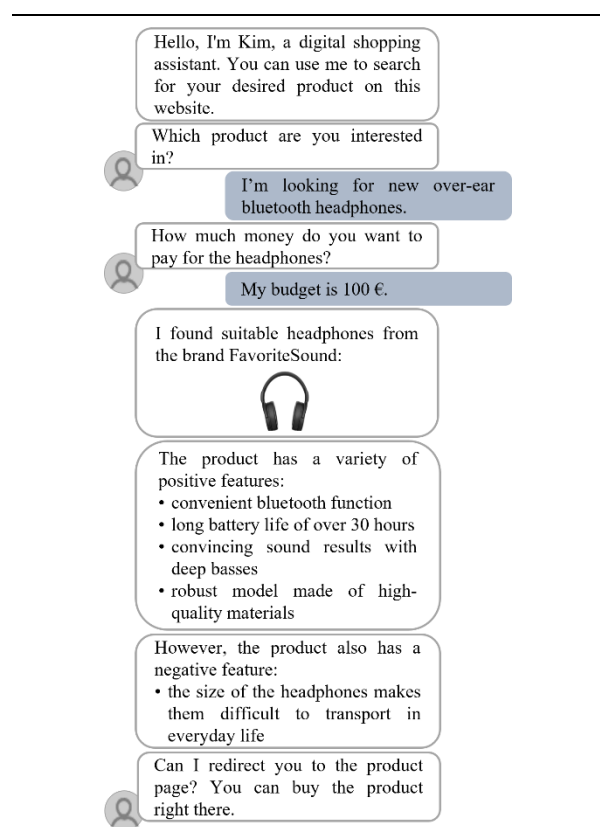 Hello, I'm Kim, a digital shopping
assistant. You can use me to search
for your desired product on this
website.
Which product are you interested
in?
I'm looking for new over-ear
bluetooth headphones.
How much money do you want to
pay for the headphones?
My budget is 100 €.
I found suitable headphones from
the brand FavoriteSound:
The product has a variety of
positive features:
• convenient bluetooth function
• long battery life of over 30 hours
• convincing sound results with
deep basses
• robust model made of high-
quality materials
However, the product also has a
negative feature:
• the size of the headphones makes
them difficult to transport in
everyday life
Can I redirect you to the product
page? You can buy the product
right there.